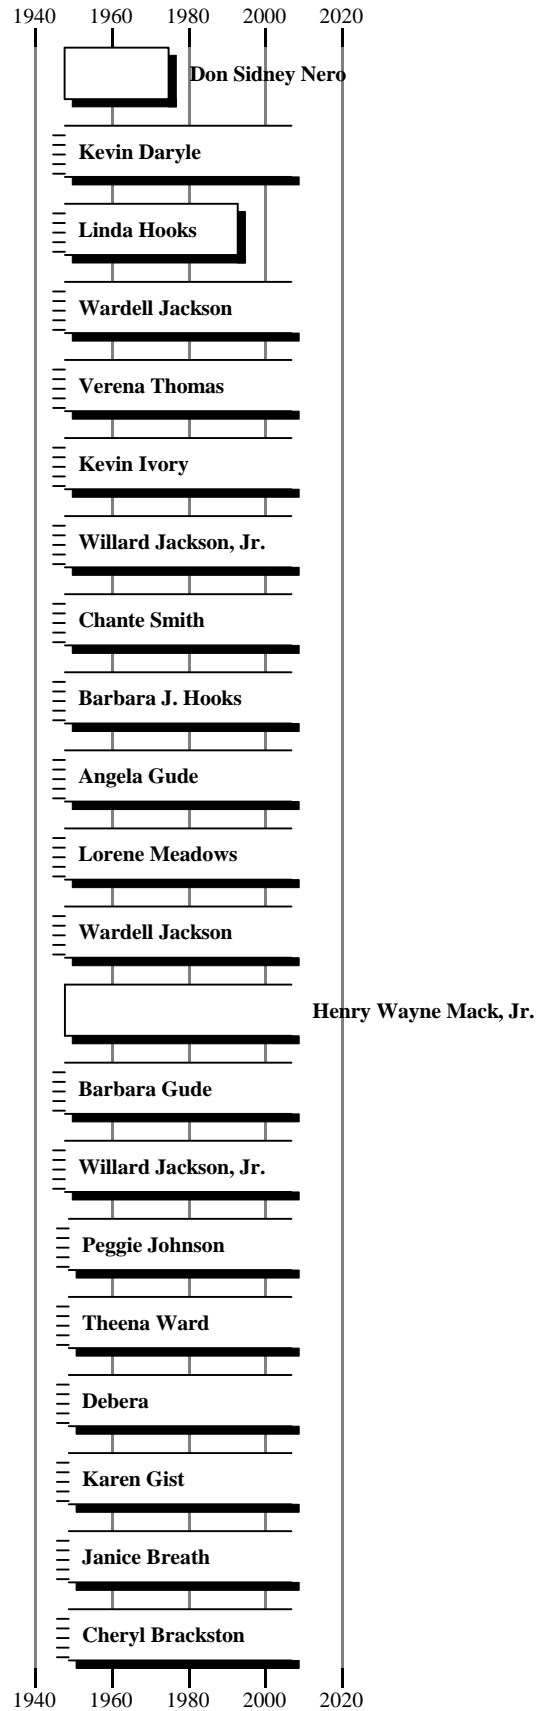 1940 1960 1980 2000 2020
Don Sidney Nero
Kevin Daryle
Linda Hooks
Wardell Jackson
Verena Thomas
Kevin Ivory
Willard Jackson, Jr.
Chante Smith
Barbara J. Hooks
Angela Gude
Lorene Meadows
Wardell Jackson
Henry Wayne Mack, Jr.
Barbara Gude
Willard Jackson, Jr.
Peggie Johnson
Theena Ward
Debera
Karen Gist
Janice Breath
Cheryl Brackston
1940 1960 1980 2000 2020